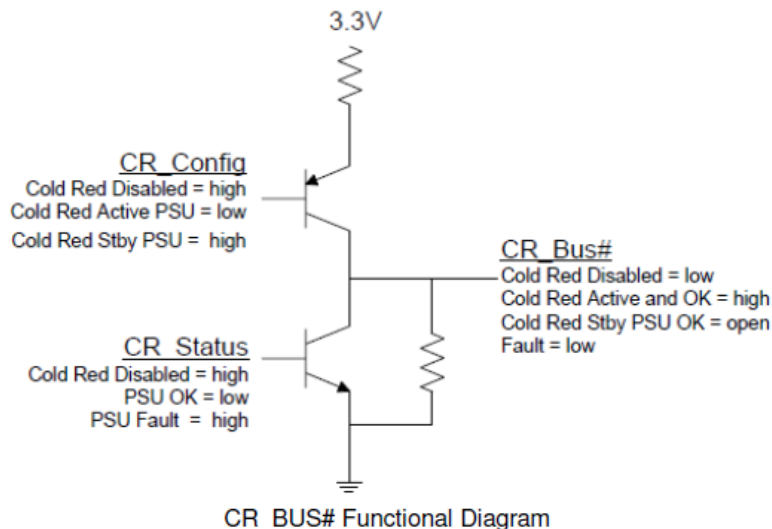 3.3V
CR_Config
Cold Red Disabled = high
Cold Red Active PSU = low
Cold Red Stby PSU = high
CR_Bus#
Cold Red Disabled = low
Cold Red Active and OK = high
Cold Red Stby PSU OK = open
Fault = low
CR_Status
Cold Red Disabled = high
PSU OK = low
PSU Fault = high
CR_BUS# Functional Diagram